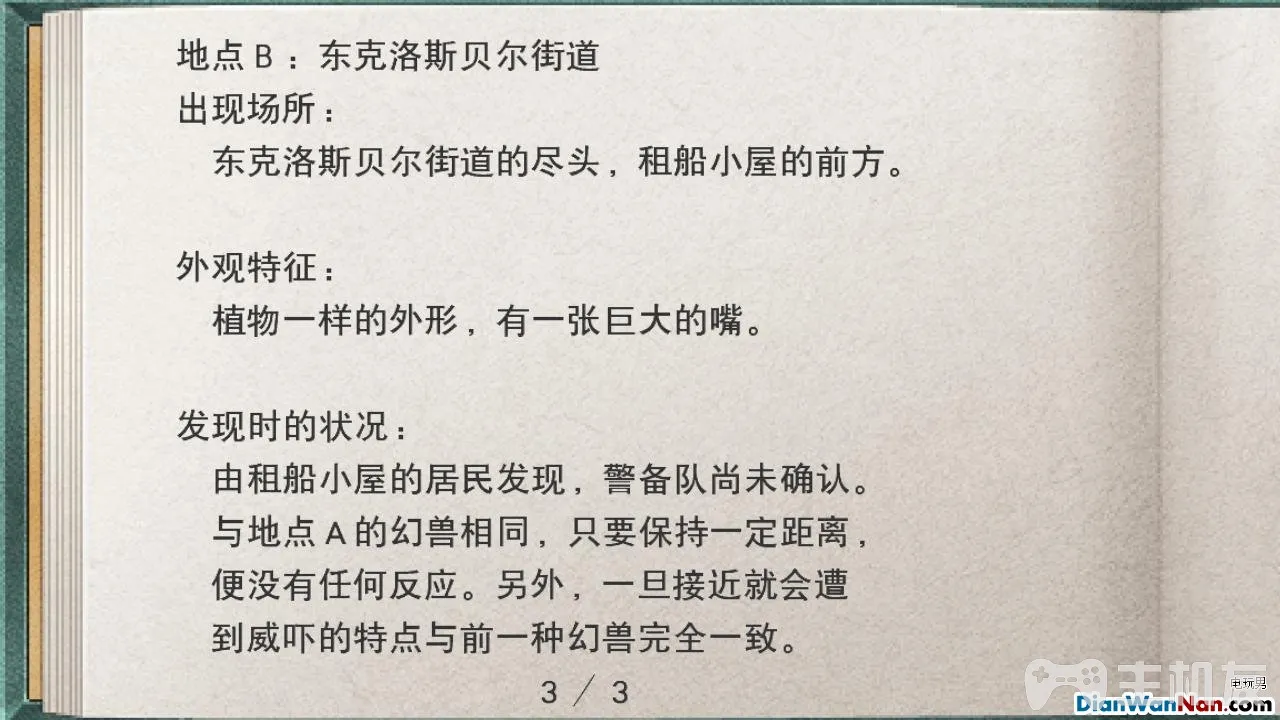 地点B：东克洛斯贝尔街道
出现场所：
东克洛斯贝尔街道的尽头，租船小屋的前方。
外观特征：
植物一样的外形，有一张巨大的嘴。
发现时的状况：
由租船小屋的居民发现，警备队尚未确认。
与地点A的幻兽相同，只要保持一定距离，
便没有任何反应。另外，一旦接近就会遭
到威吓的特点与前一种幻兽完全一致。
3／3
主机友
电玩男
DianWanNan.com